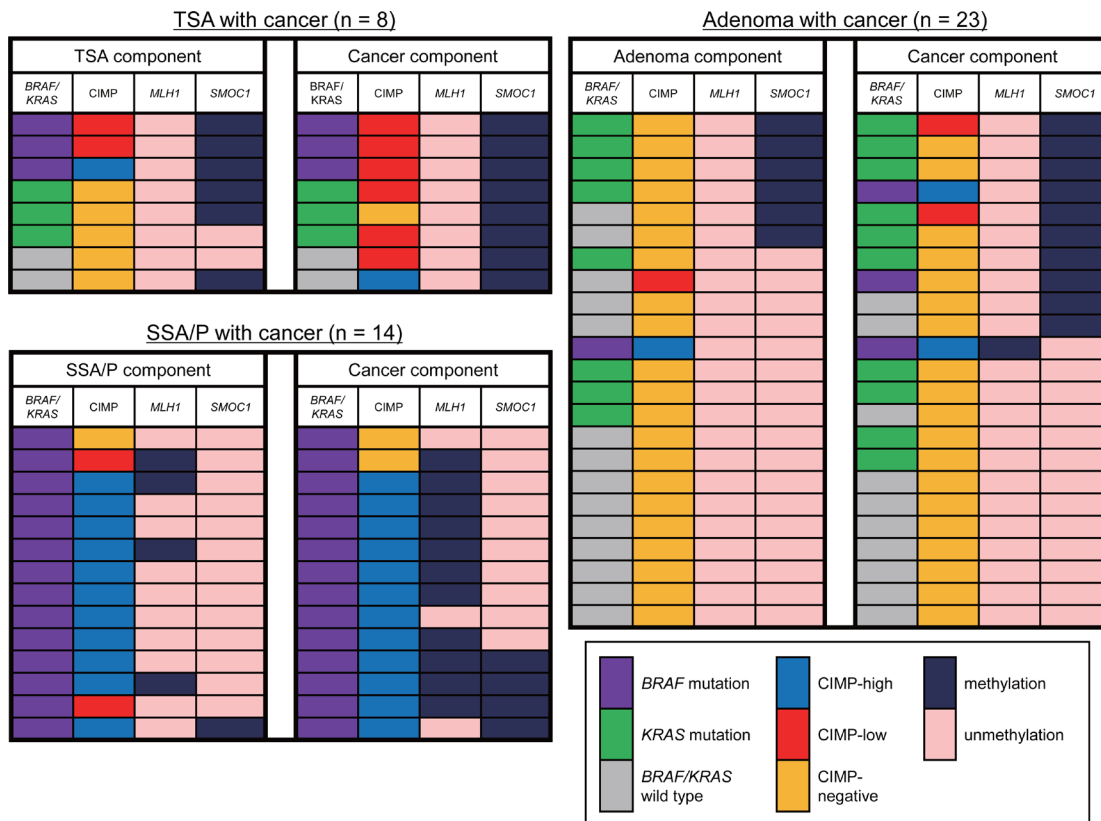 TSA with cancer (n = 8)
TSA component
Cancer component
BRAF/
KRAS
CIMP
MLH1
SMOC1
BRAF/
KRAS
CIMP
MLH1
SMOC1
SSA/P with cancer (n = 14)
SSA/P component
Cancer component
BRAF/
KRAS
CIMP
MLH1
SMOC1
BRAF/
KRAS
CIMP
MLH1
SMOC1
Adenoma with cancer (n = 23)
Adenoma component
Cancer component
BRAF/
KRAS
CIMP
MLH1
SMOC1
BRAF/
KRAS
CIMP
MLH1
SMOC1
BRAF mutation
KRAS mutation
BRAF/KRAS
wild type
CIMP-high
CIMP-low
CIMP-
negative
methylation
unmethylation